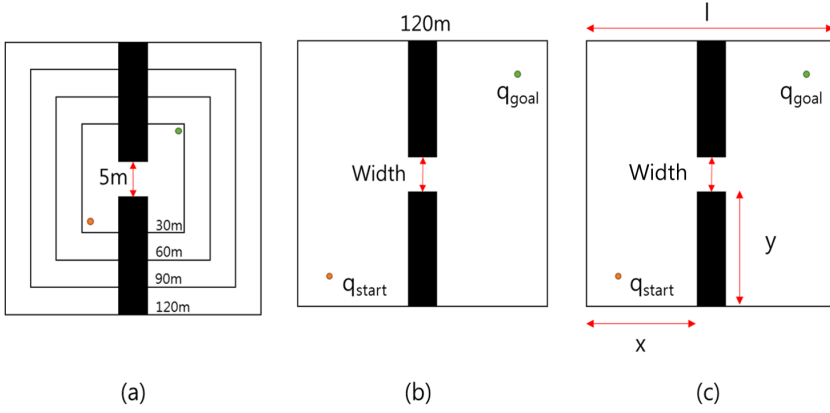 5m
30m
60m
90m
120m
(a)
120m
Width
q_goal
q_start
(b)
l
Width
q_goal
q_start
y
x
(c)